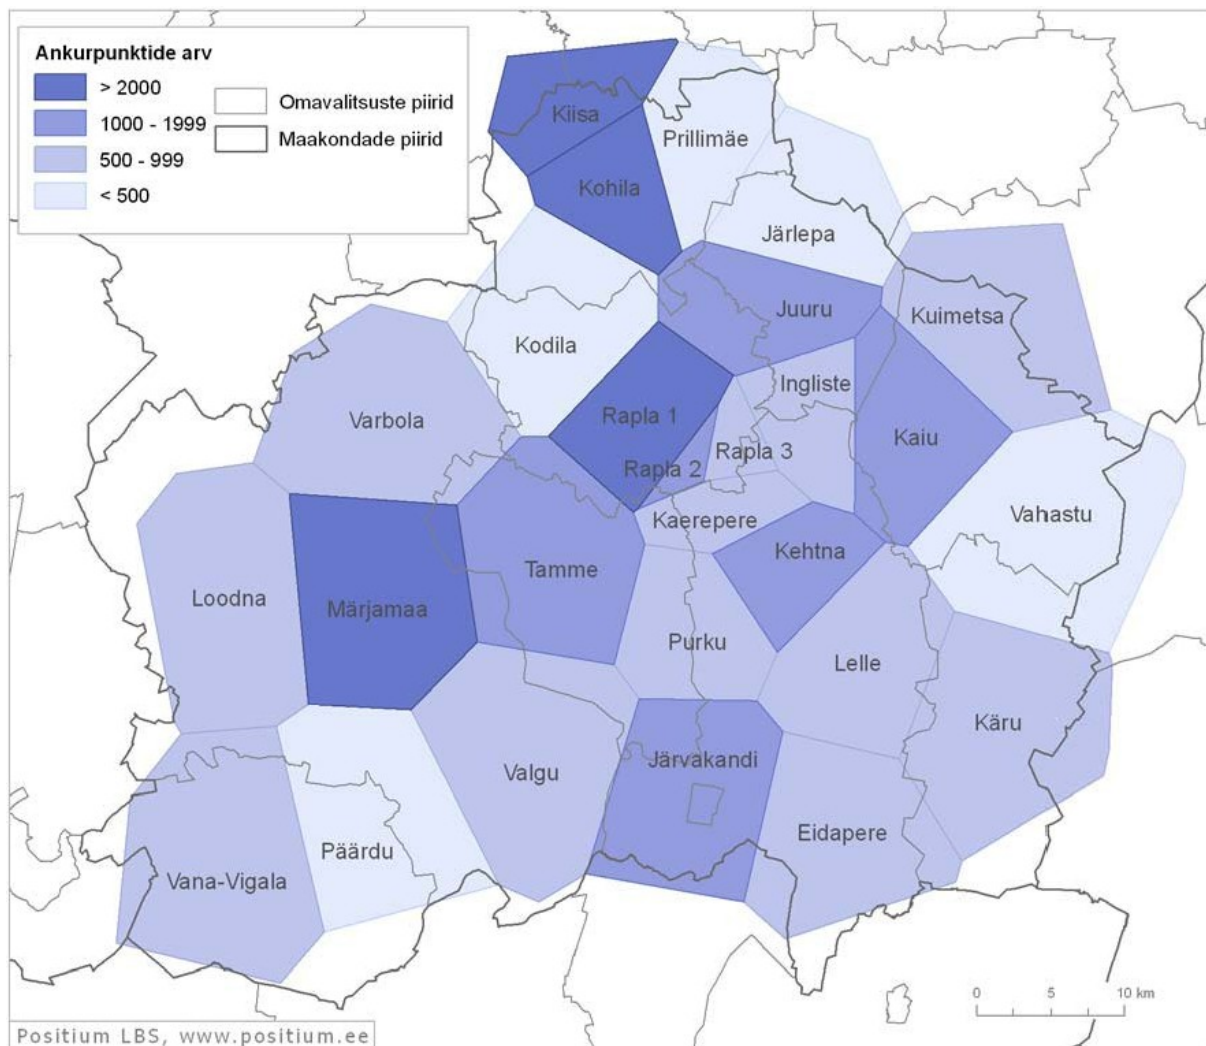 Ankurpunktide arv
> 2000
1000 - 1999
500 - 999
< 500
Omavalitsuste piirid
Maakondade piirid
Kiisa
Prillimäe
Kohila
Järlepa
Juuru
Kuimetsa
Kodila
Ingliste
Rapla 1
Varbola
Kaiu
Rapla 3
Rapla 2
Vahastu
Kaerepere
Kehtna
Tamme
Loodna
Märjamaa
Purku
Lelle
Käru
Järvakandi
Valgu
Eidapere
Päärdu
Vana-Vigala
0 5 10 km
Positium LBS, www.positium.ee